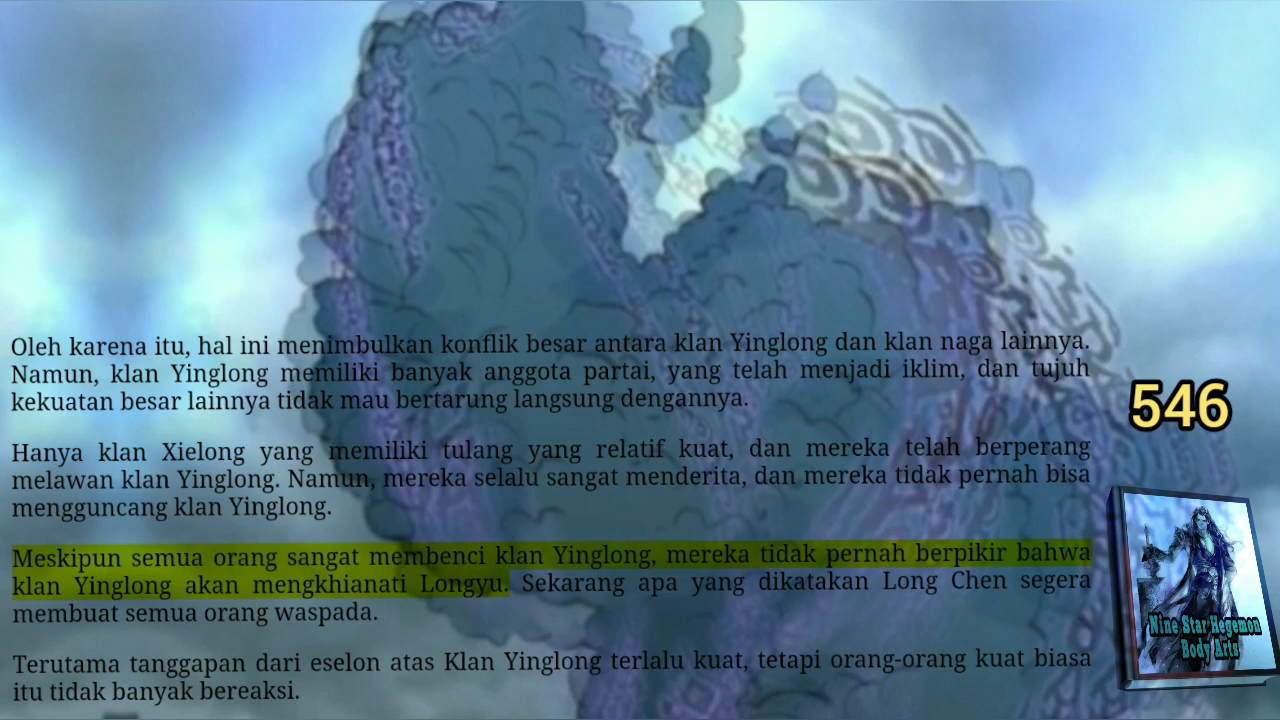 Oleh karena itu, hal ini menimbulkan konflik besar antara klan Yinglong dan klan naga lainnya.
Namun, klan Yinglong memiliki banyak anggota partai, yang telah menjadi iklim, dan tujuh
kekuatan besar lainnya tidak mau bertarung langsung dengannya.
Hanya klan Xielong yang memiliki tulang yang relatif kuat, dan mereka telah berperang
melawan klan Yinglong. Namun, mereka selalu sangat menderita, dan mereka tidak pernah bisa
mengguncang klan Yinglong.
Meskipun semua orang sangat membenci klan Yinglong, mereka tidak pernah berpikir bahwa
klan Yinglong akan mengkhianati Longyu. Sekarang apa yang dikatakan Long Chen segera
membuat semua orang waspada.
Terutama tanggapan dari eselon atas Klan Yinglong terlalu kuat, tetapi orang-orang kuat biasa
itu tidak banyak bereaksi.
546
Nine Star Hegemon
Body Arts